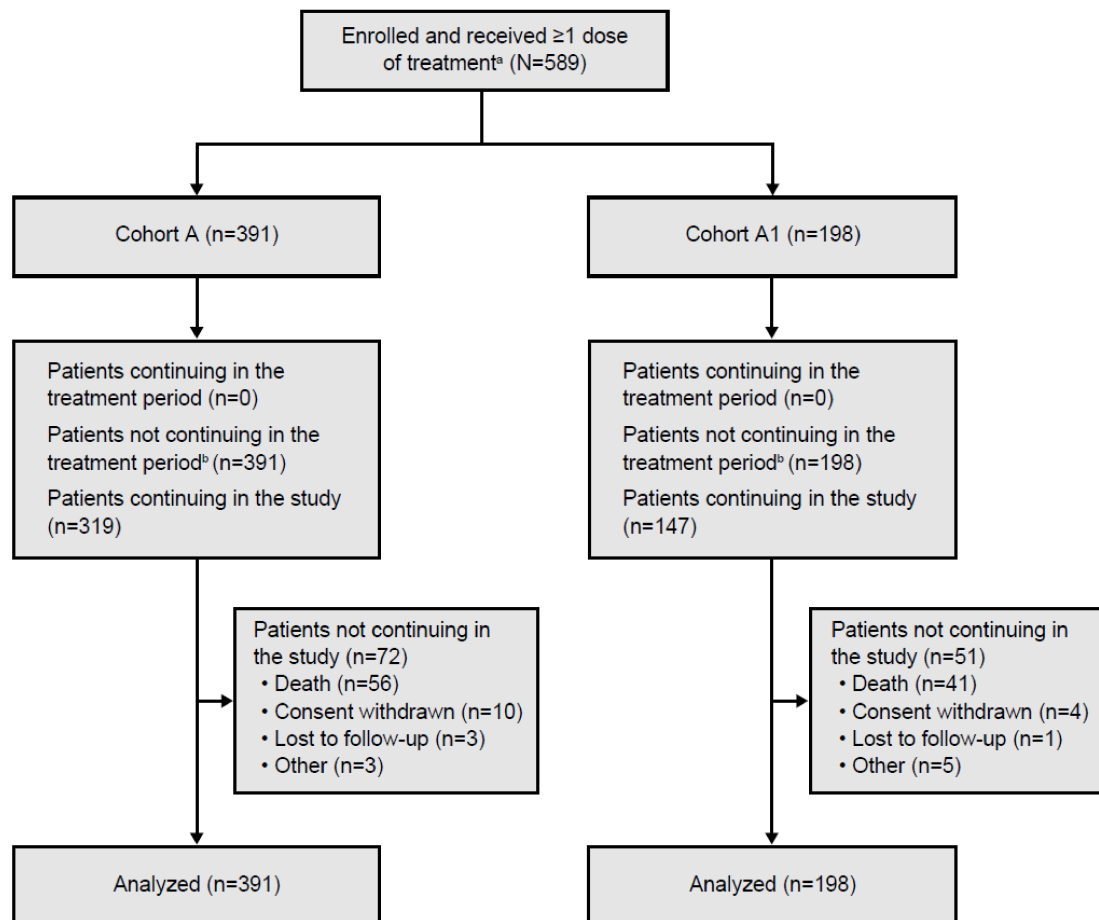 Enrolled and received ≥1 dose
of treatmentᵃ (N=589)
Cohort A (n=391)
Cohort A1 (n=198)
Patients continuing in the
treatment period (n=0)
Patients not continuing in the
treatment periodᵇ (n=391)
Patients continuing in the study
(n=319)
Patients continuing in the
treatment period (n=0)
Patients not continuing in the
treatment periodᵇ (n=198)
Patients continuing in the study
(n=147)
Patients not continuing in
the study (n=72)
• Death (n=56)
• Consent withdrawn (n=10)
• Lost to follow-up (n=3)
• Other (n=3)
Patients not continuing in
the study (n=51)
• Death (n=41)
• Consent withdrawn (n=4)
• Lost to follow-up (n=1)
• Other (n=5)
Analyzed (n=391)
Analyzed (n=198)